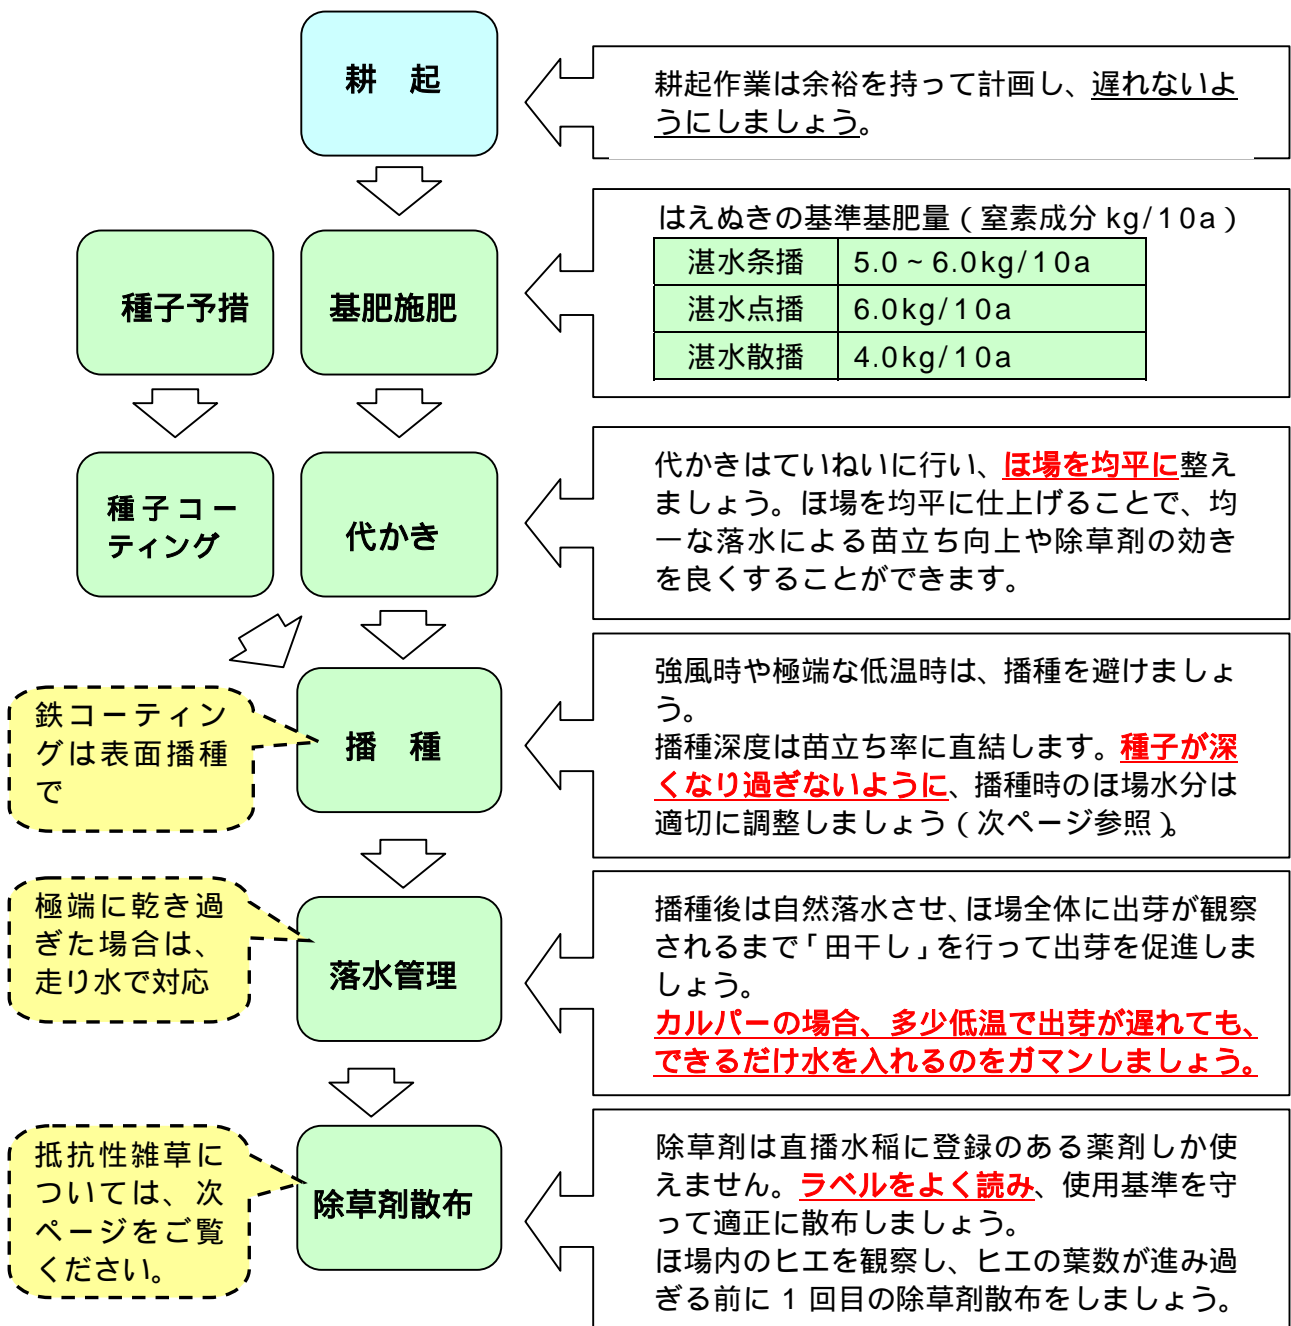 耕　起
耕起作業は余裕を持って計画し、遅れないよ
うにしましょう。
種子予措
基肥施肥
はえぬきの基準基肥量（窒素成分 kg/10a）
湛水条播 5.0～6.0kg/10a
湛水点播 6.0kg/10a
湛水散播 4.0kg/10a
種子コー
ティング
代かき
代かきはていねいに行い、ほ場を均平に整え
ましょう。ほ場を均平に仕上げることで、均
一な落水による苗立ち向上や除草剤の効き
を良くすることができます。
鉄コーティン
グは表面播種
で
播　種
強風時や極端な低温時は、播種を避けましょ
う。
播種深度は苗立ち率に直結します。種子が深
くなり過ぎないように、播種時のほ場水分は
適切に調整しましょう（次ページ参照）。
極端に乾き過
ぎた場合は、
走り水で対応
落水管理
播種後は自然落水させ、ほ場全体に出芽が観察
されるまで「田干し」を行って出芽を促進しま
しょう。
カルパーの場合、多少低温で出芽が遅れても、
できるだけ水を入れるのをガマンしましょう。
抵抗性雑草に
ついては、次
ページをご覧
ください。
除草剤散布
除草剤は直播水稲に登録のある薬剤しか使
えません。ラベルをよく読み、使用基準を守
って適正に散布しましょう。
ほ場内のヒエを観察し、ヒエの葉数が進み過
ぎる前に 1 回目の除草剤散布をしましょう。